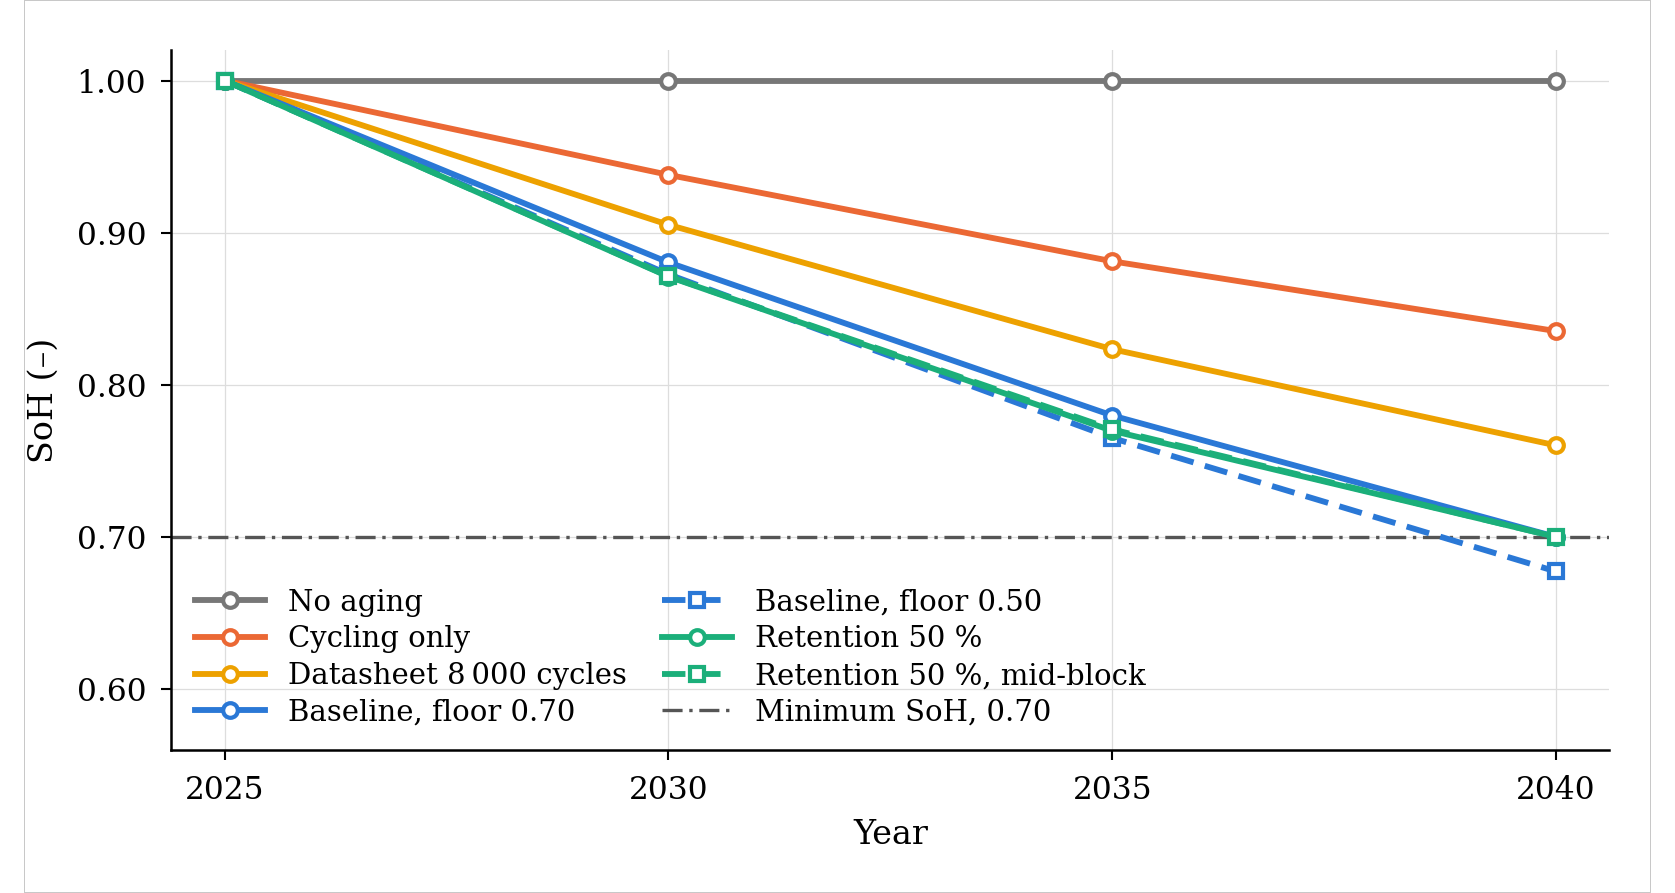 1.00
0.90
0.80
0.70
0.60
SoH (–)
No aging
Cycling only
Datasheet 8 000 cycles
Baseline, floor 0.70
Baseline, floor 0.50
Retention 50 %
Retention 50 %, mid-block
Minimum SoH, 0.70
2025 2030 2035 2040
Year